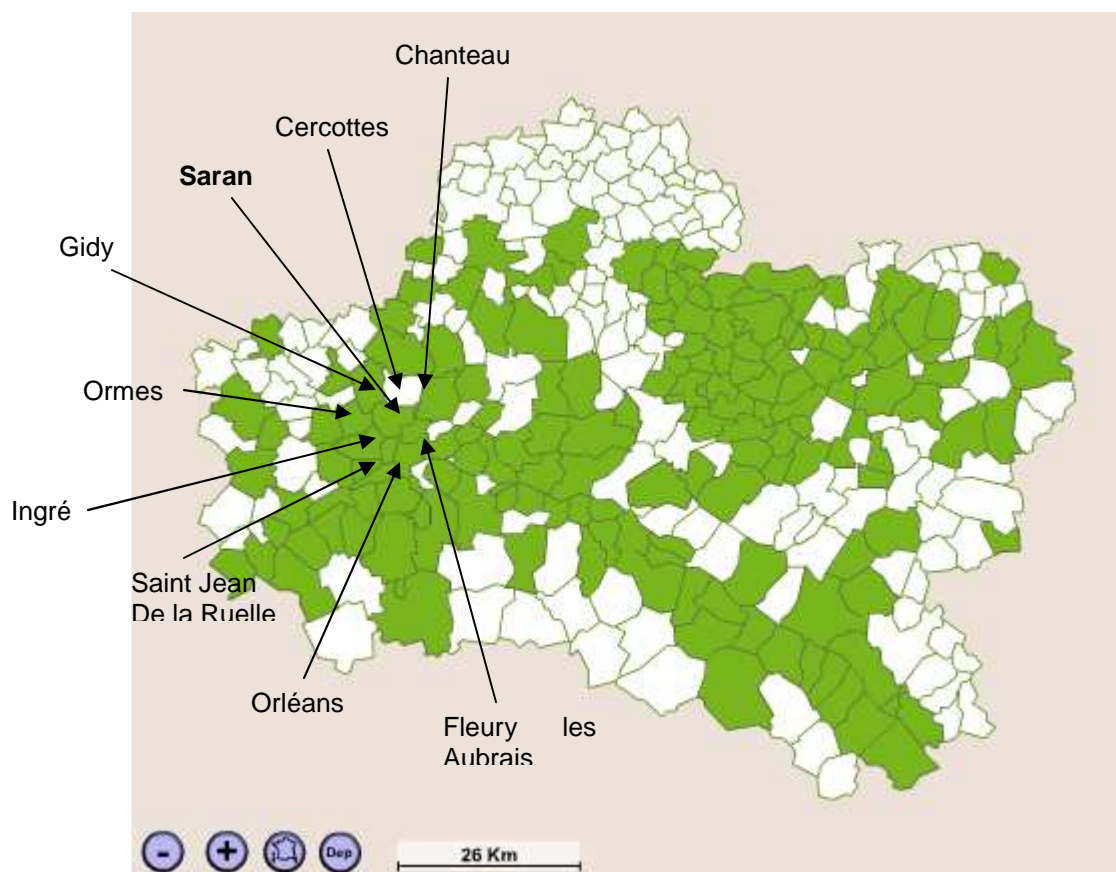 Chanteau
Cercottes
Saran
Gidy
Ormes
Ingré
Saint Jean
De la Ruelle
Orléans
Fleury les
Aubrais
- + Dep 26 Km